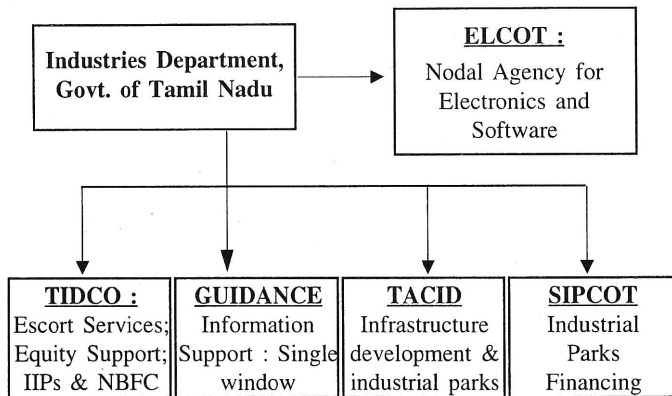 Industries Department,
Govt. of Tamil Nadu
ELCOT :
Nodal Agency for
Electronics and
Software
TIDCO :
Escort Services;
Equity Support;
IIPs & NBFC
GUIDANCE
Information
Support : Single
window
TACID
Infrastructure
development &
industrial parks
SIPCOT
Industrial
Parks
Financing